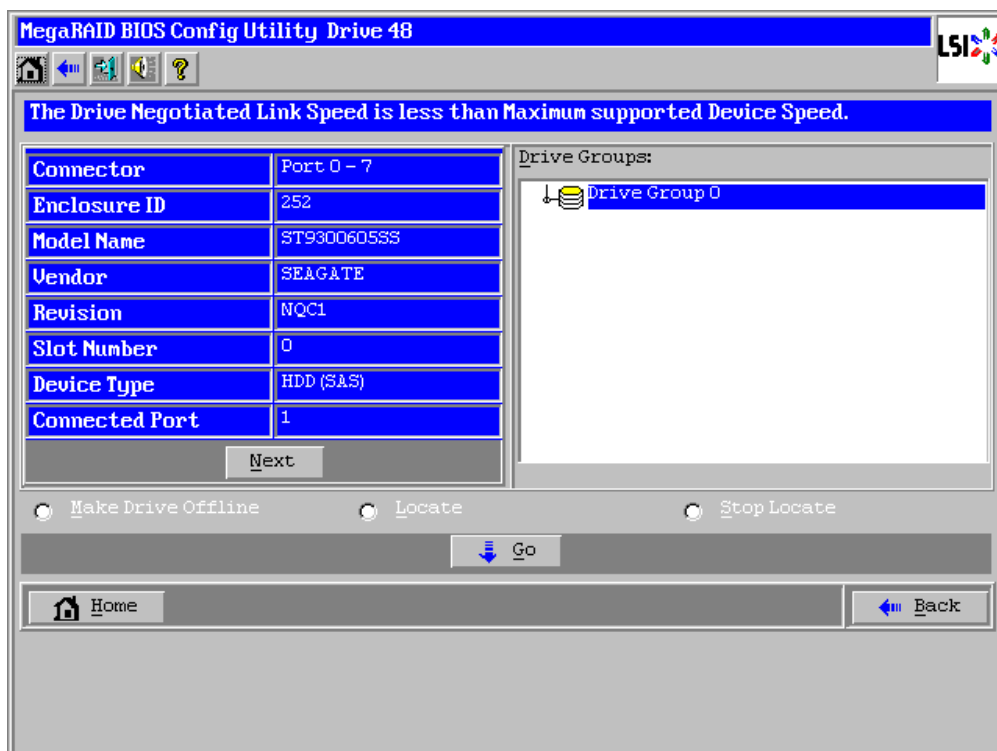 MegaRAID BIOS Config Utility Drive 48
LSI
The Drive Negotiated Link Speed is less than Maximum supported Device Speed.
Connector Port 0 - 7
Enclosure ID 252
Model Name ST9300605SS
Vendor SEAGATE
Revision NQC1
Slot Number 0
Device Type HDD (SAS)
Connected Port 1
Next
Drive Groups:
Drive Group 0
Make Drive Offline Locate Stop Locate
Go
Home Back